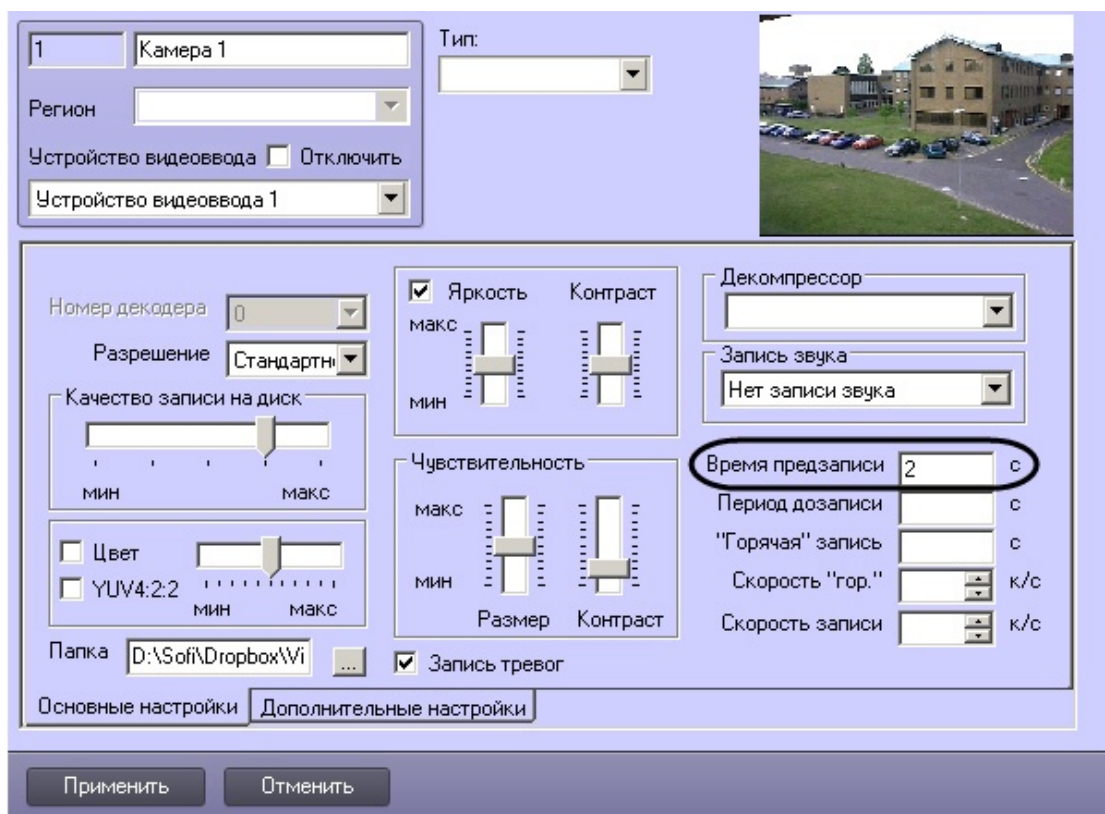 1
Камера 1
Тип:
Регион
Устройство видеоввода
Отключить
Устройство видеоввода 1
Номер декодера
0
Разрешение
Стандартн
Качество записи на диск
мин
макс
Цвет
YUV4:2:2
мин
макс
Папка
D:\Sofi\Dropbox\Vi
...
Яркость
Контраст
макс
мин
Чувствительность
макс
мин
Размер
Контраст
Запись тревог
Декомпрессор
Запись звука
Нет записи звука
Время предзаписи
2
с
Период дозаписи
с
"Горячая" запись
с
Скорость "гор."
к/с
Скорость записи
к/с
Основные настройки
Дополнительные настройки
Применить
Отменить